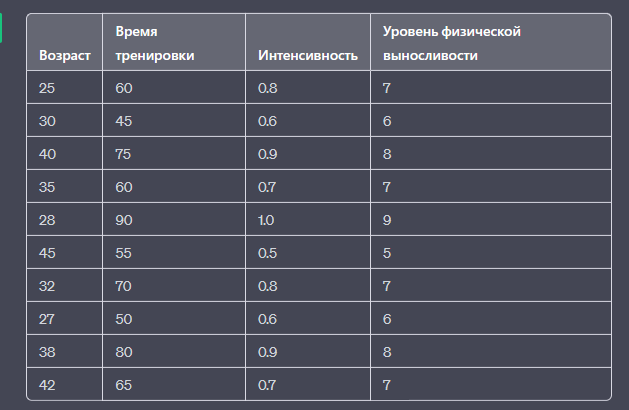 Возраст Время тренировки Интенсивность Уровень физической выносливости
25 60 0.8 7
30 45 0.6 6
40 75 0.9 8
35 60 0.7 7
28 90 1.0 9
45 55 0.5 5
32 70 0.8 7
27 50 0.6 6
38 80 0.9 8
42 65 0.7 7